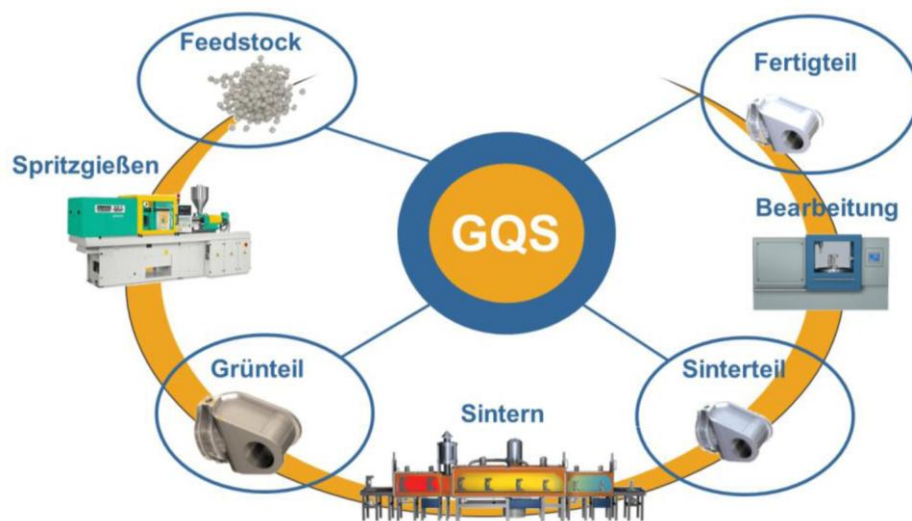 Feedstock
Fertigteil
Spritzgießen
Bearbeitung
GQS
Grünteil
Sinterteil
Sintern